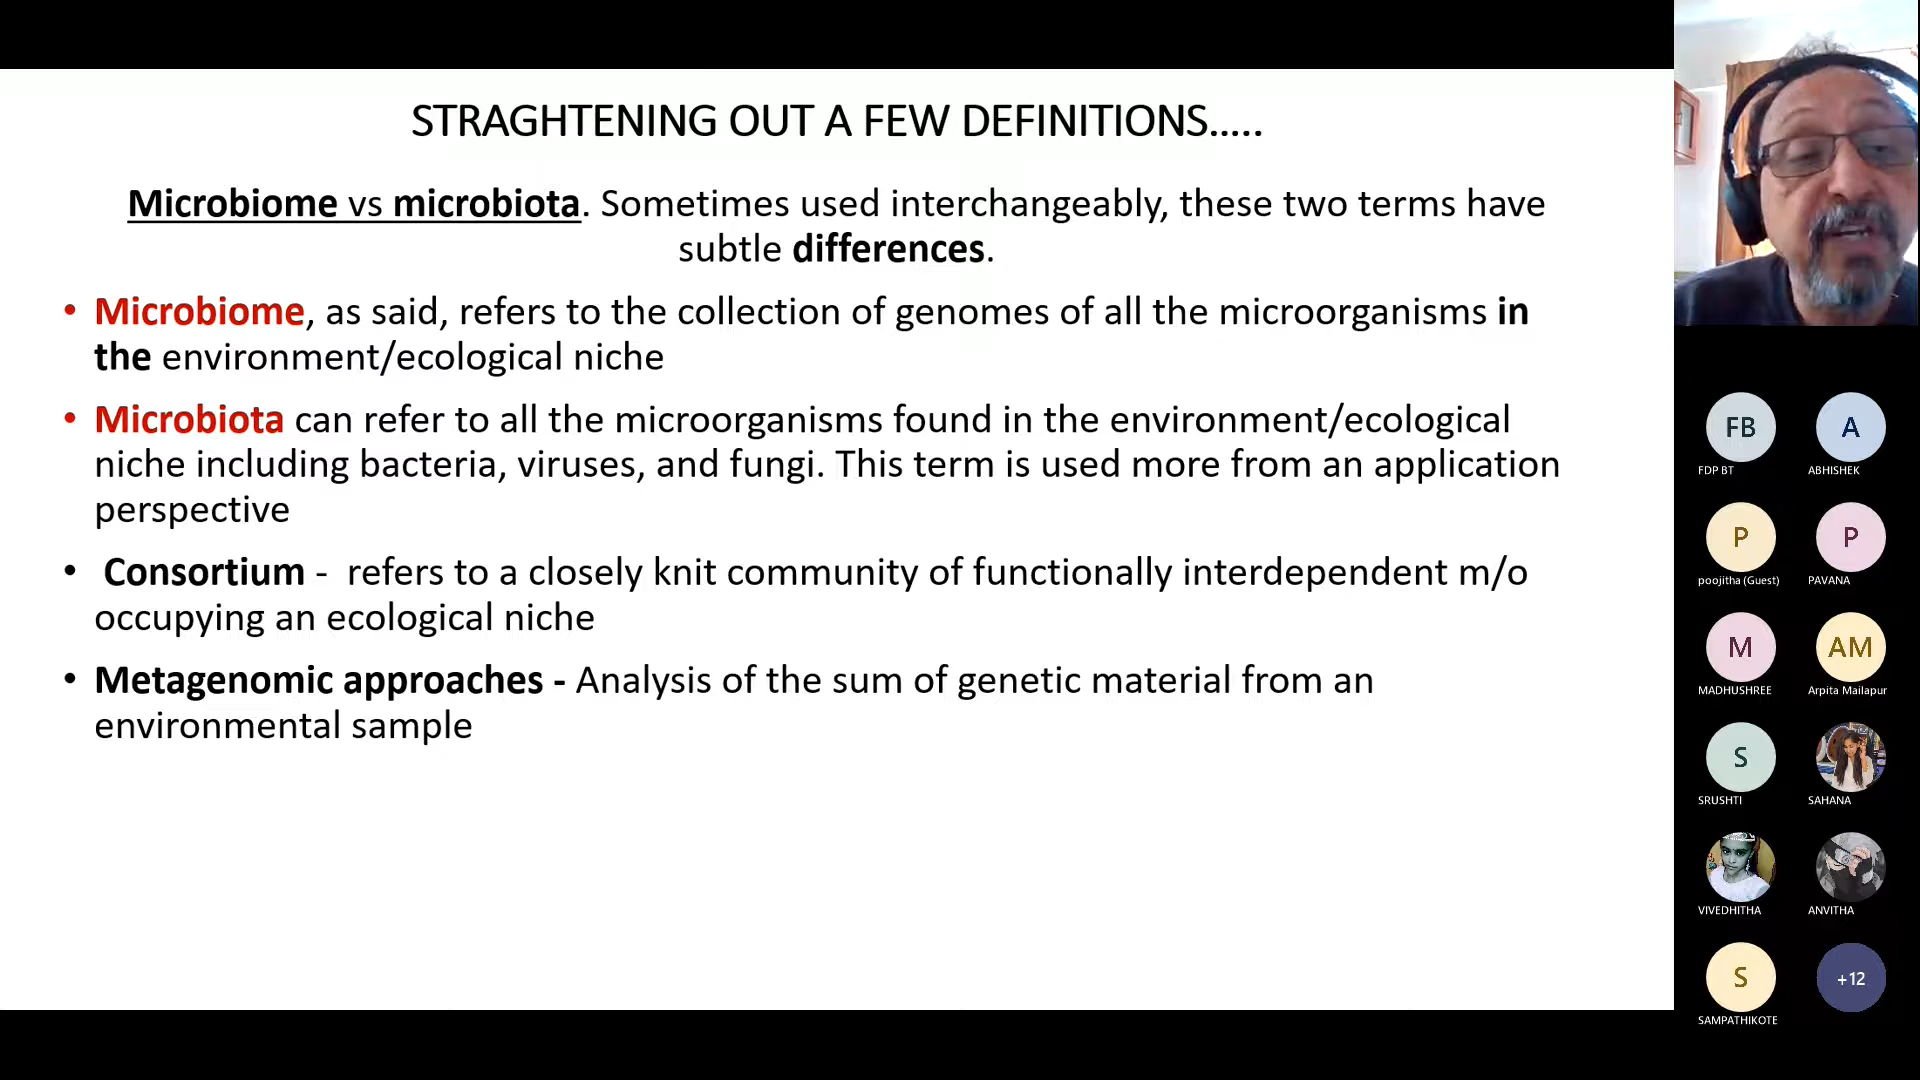 STRAGHTENING OUT A FEW DEFINITIONS.....
Microbiome vs microbiota. Sometimes used interchangeably, these two terms have
subtle differences.
• Microbiome, as said, refers to the collection of genomes of all the microorganisms in
the environment/ecological niche
• Microbiota can refer to all the microorganisms found in the environment/ecological
niche including bacteria, viruses, and fungi. This term is used more from an application
perspective
• Consortium - refers to a closely knit community of functionally interdependent m/o
occupying an ecological niche
• Metagenomic approaches - Analysis of the sum of genetic material from an
environmental sample
FB A
FDP BT ABHISHEK
P P
poojitha (Guest) PAVANA
M AM
MADHUSHREE Arpita Mailapur
S
SRUSHTI SAHANA
VIVEDHITHA ANVITHA
S +12
SAMPATHIKOTE